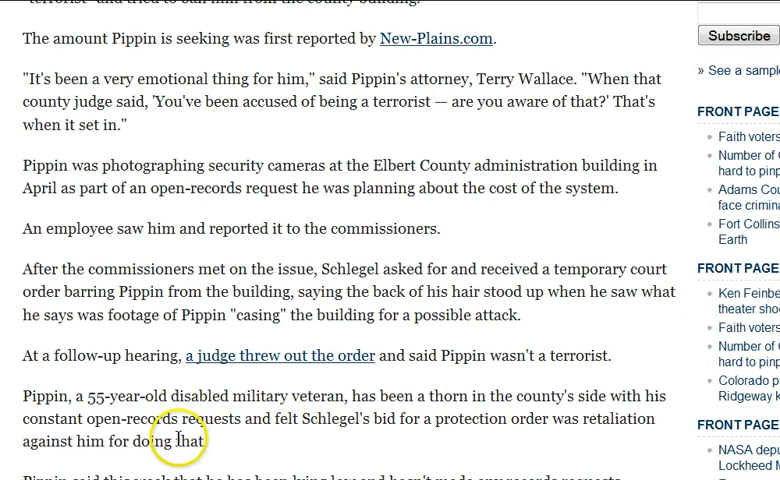 The amount Pippin is seeking was first reported by New-Plains.com.
"It's been a very emotional thing for him," said Pippin's attorney, Terry Wallace. "When that
county judge said, 'You've been accused of being a terrorist — are you aware of that?' That's
when it set in."
Pippin was photographing security cameras at the Elbert County administration building in
April as part of an open-records request he was planning about the cost of the system.
An employee saw him and reported it to the commissioners.
After the commissioners met on the issue, Schlegel asked for and received a temporary court
order barring Pippin from the building, saying the back of his hair stood up when he saw what
he says was footage of Pippin "casing" the building for a possible attack.
At a follow-up hearing, a judge threw out the order and said Pippin wasn't a terrorist.
Pippin, a 55-year-old disabled military veteran, has been a thorn in the county's side with his
constant open-records requests and felt Schlegel's bid for a protection order was retaliation
against him for doing that.
Subscribe
» See a sample
FRONT PAGE
Faith voters
Number of
hard to
Adams
face
Fort Collins
Earth
FRONT PAGE
Ken
theater
Faith voters
Number of
hard to
Colorado
Ridgeway
FRONT PAGE
NASA
Lockheed